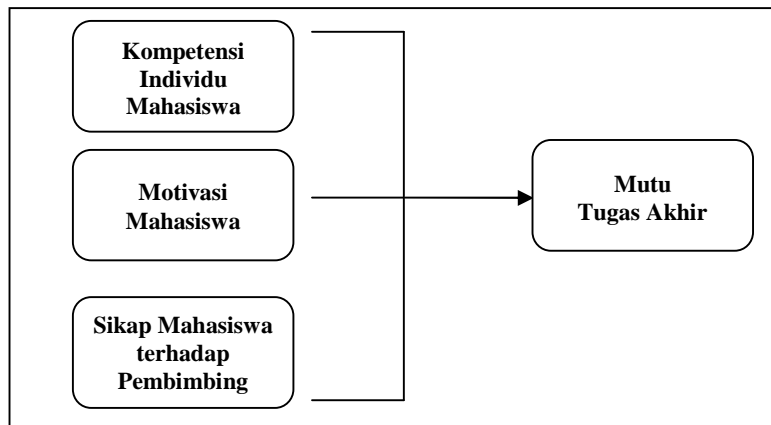 Kompetensi
Individu
Mahasiswa
Motivasi
Mahasiswa
Sikap Mahasiswa
terhadap
Pembimbing
Mutu
Tugas Akhir